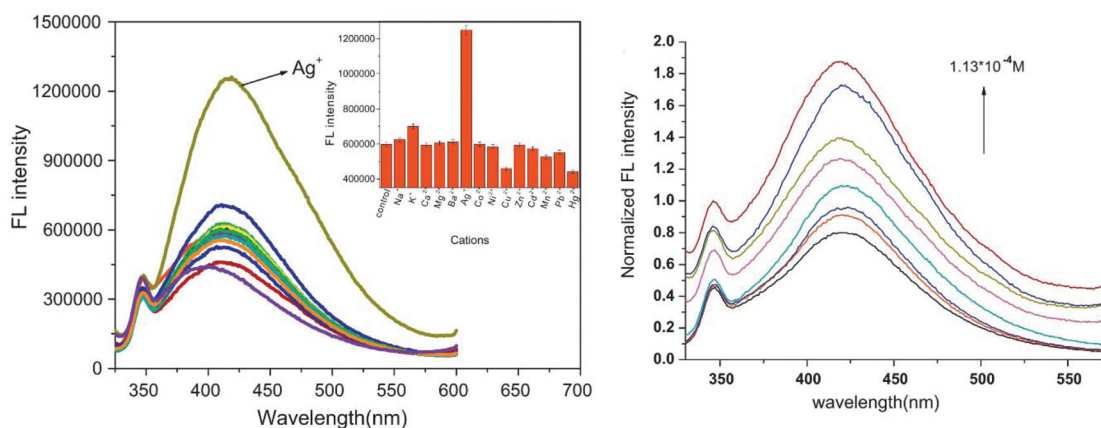 1500000
1200000
900000
600000
300000
0
FL intensity
350
400
450
500
550
600
650
700
Wavelength(nm)
Ag⁺
1200000
1000000
800000
600000
400000
FL intensity
control
Na⁺
K⁺
Ca²⁺
Mg²⁺
Ba²⁺
Ag⁺
Co²⁺
Ni²⁺
Cu²⁺
Zn²⁺
Cd²⁺
Mn²⁺
Pb²⁺
Hg²⁺
Cations
2.0
1.8
1.6
1.4
1.2
1.0
0.8
0.6
0.4
0.2
0.0
Normalized FL intensity
350
400
450
500
550
wavelength(nm)
1.13*10⁻⁴M